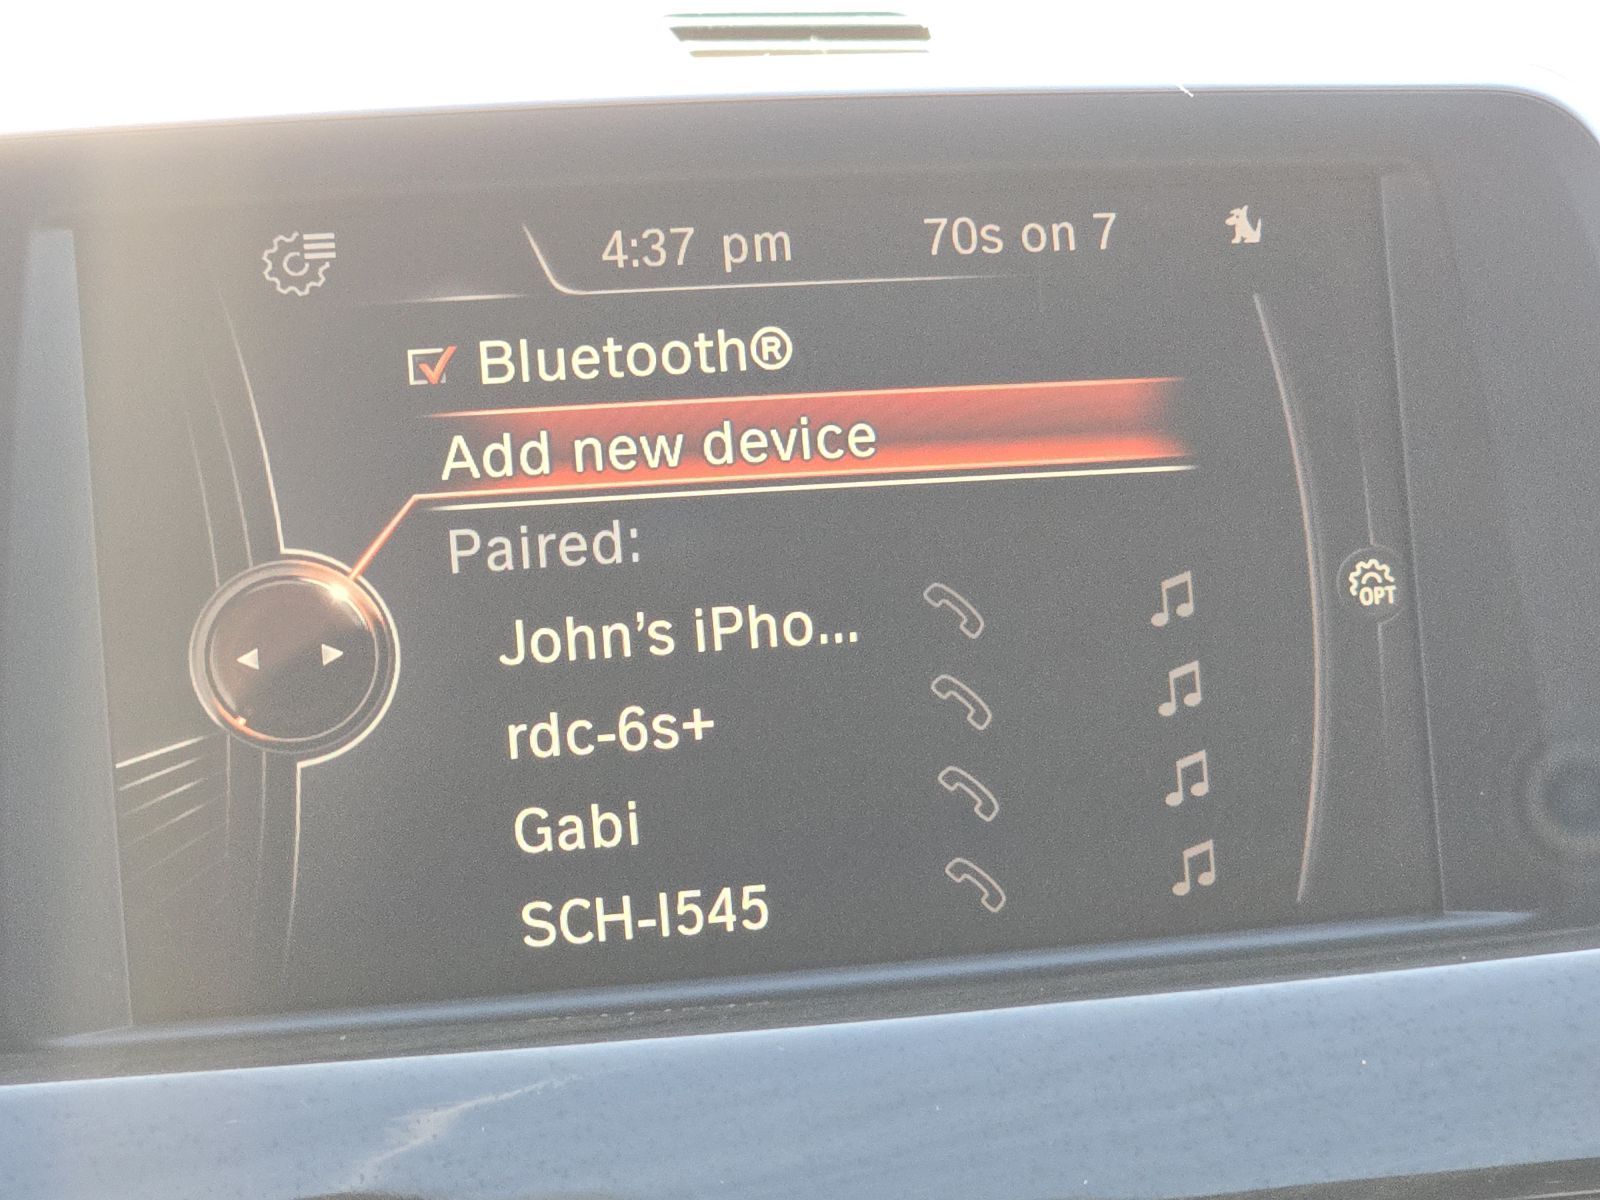 4:37 pm 70s on 7
Bluetooth®
Add new device
Paired:
John's iPho...
rdc-6s+
Gabi
SCH-I545
OPT